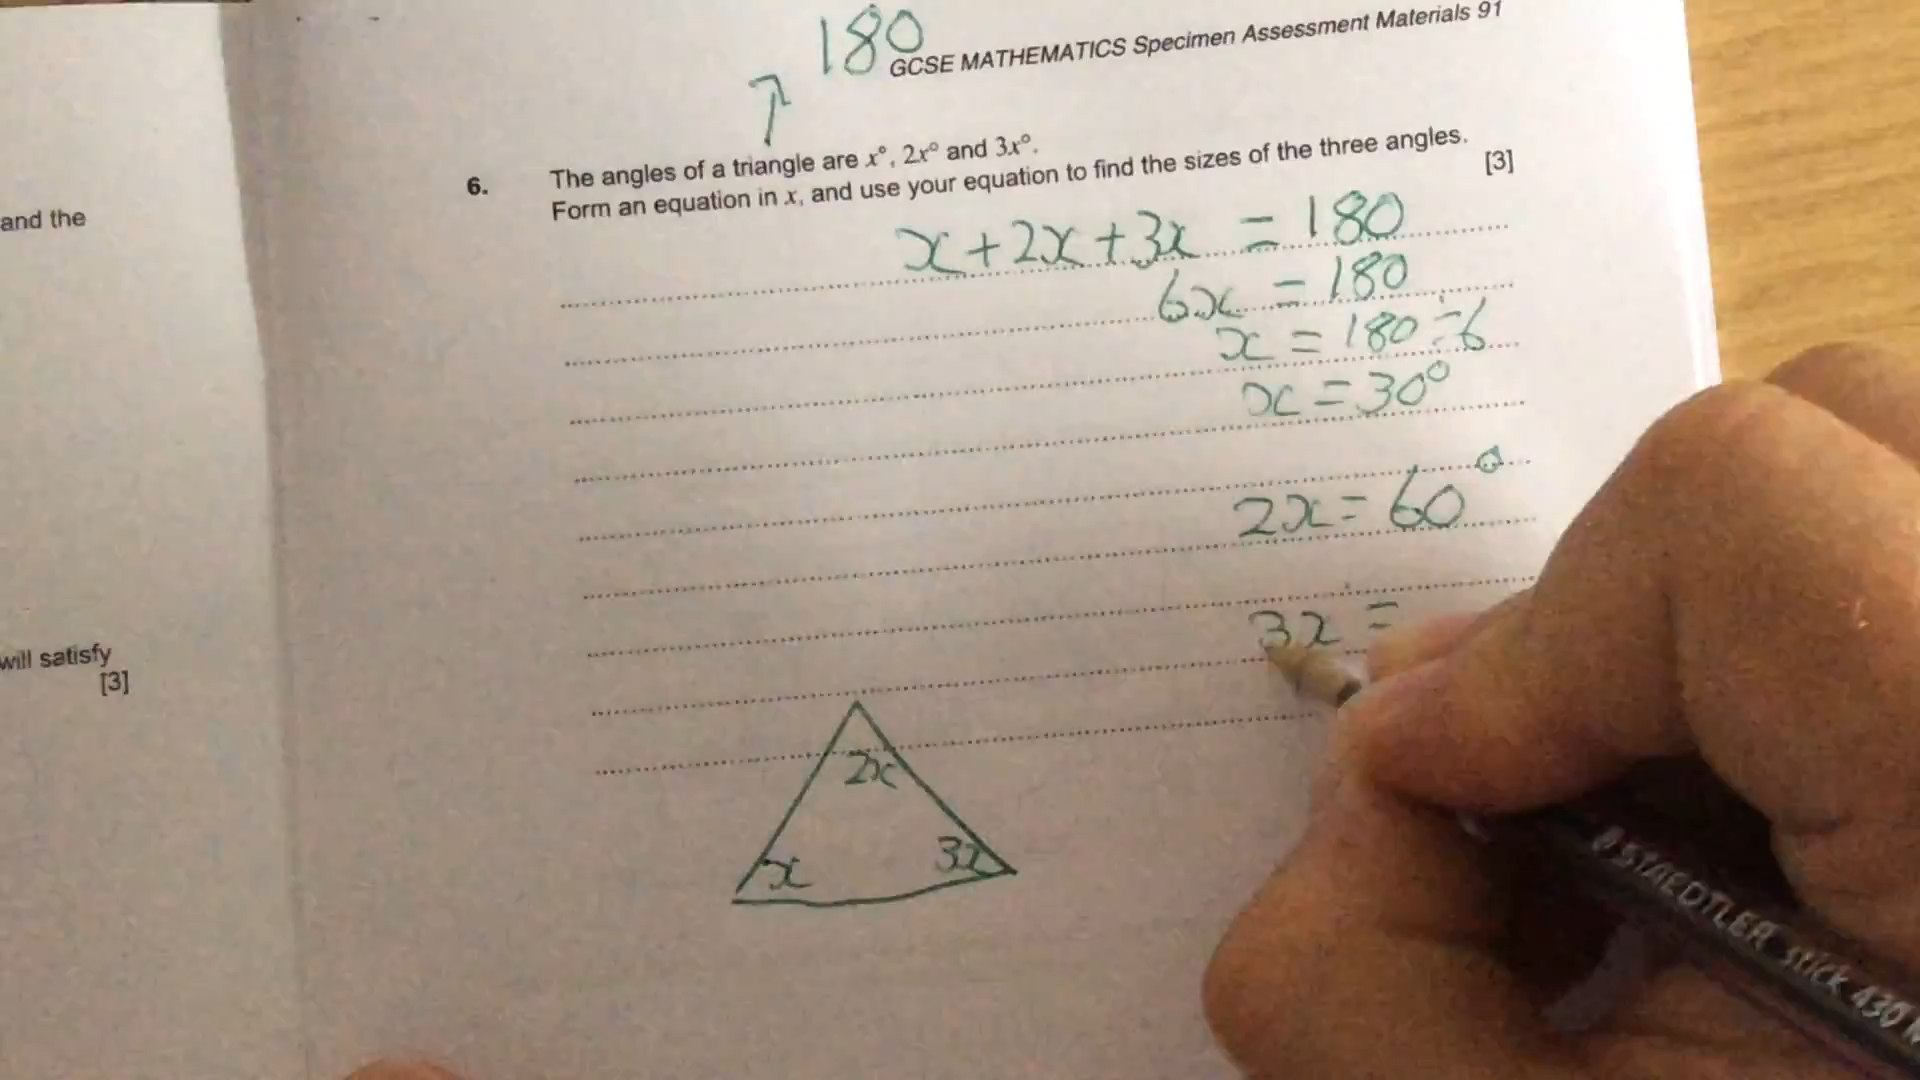 180
GCSE MATHEMATICS Specimen Assessment Materials 91
6. The angles of a triangle are x°, 2x° and 3x°.
Form an equation in x, and use your equation to find the sizes of the three angles.
[3]
x + 2x + 3x = 180
6x = 180
x = 180 ÷ 6
x = 30°
2x = 60°
3x =
2x
x 3x
and the
will satisfy
[3]
STAEDTLER stick 430